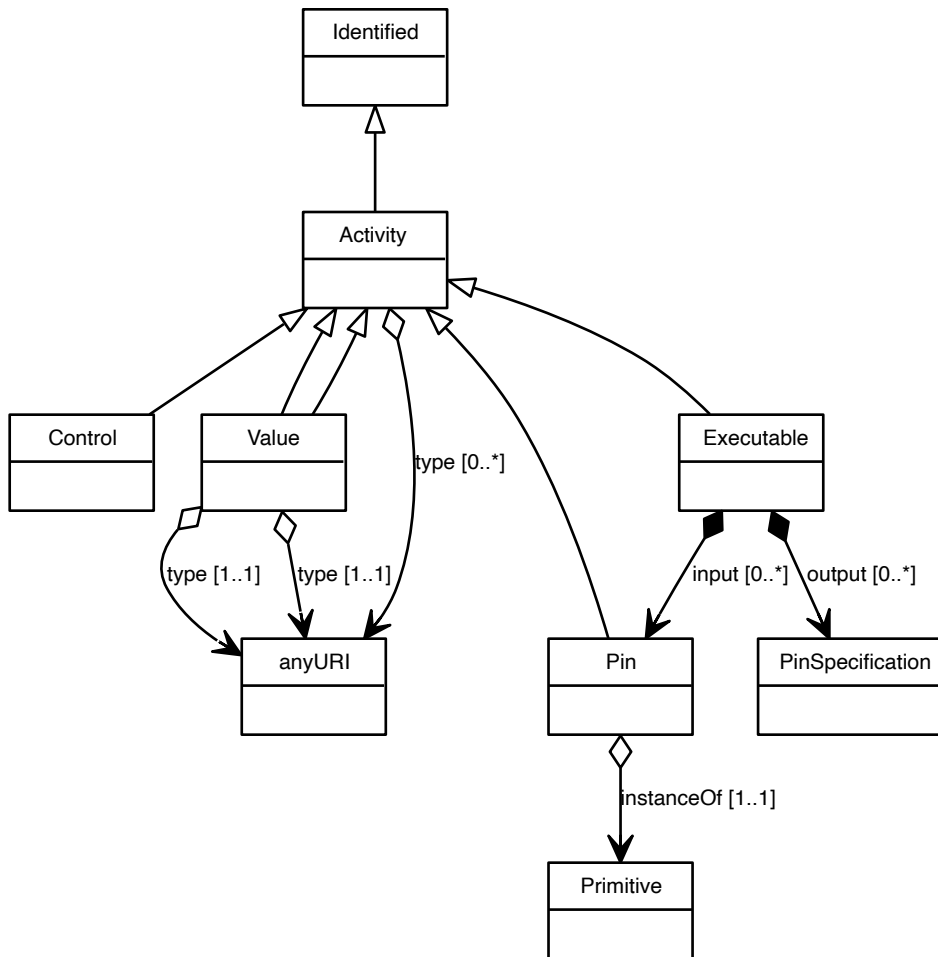 Identified
Activity
Control
Value
Executable
type [0..*]
type [1..1]
type [1..1]
input [0..*]
output [0..*]
anyURI
Pin
PinSpecification
instanceOf [1..1]
Primitive